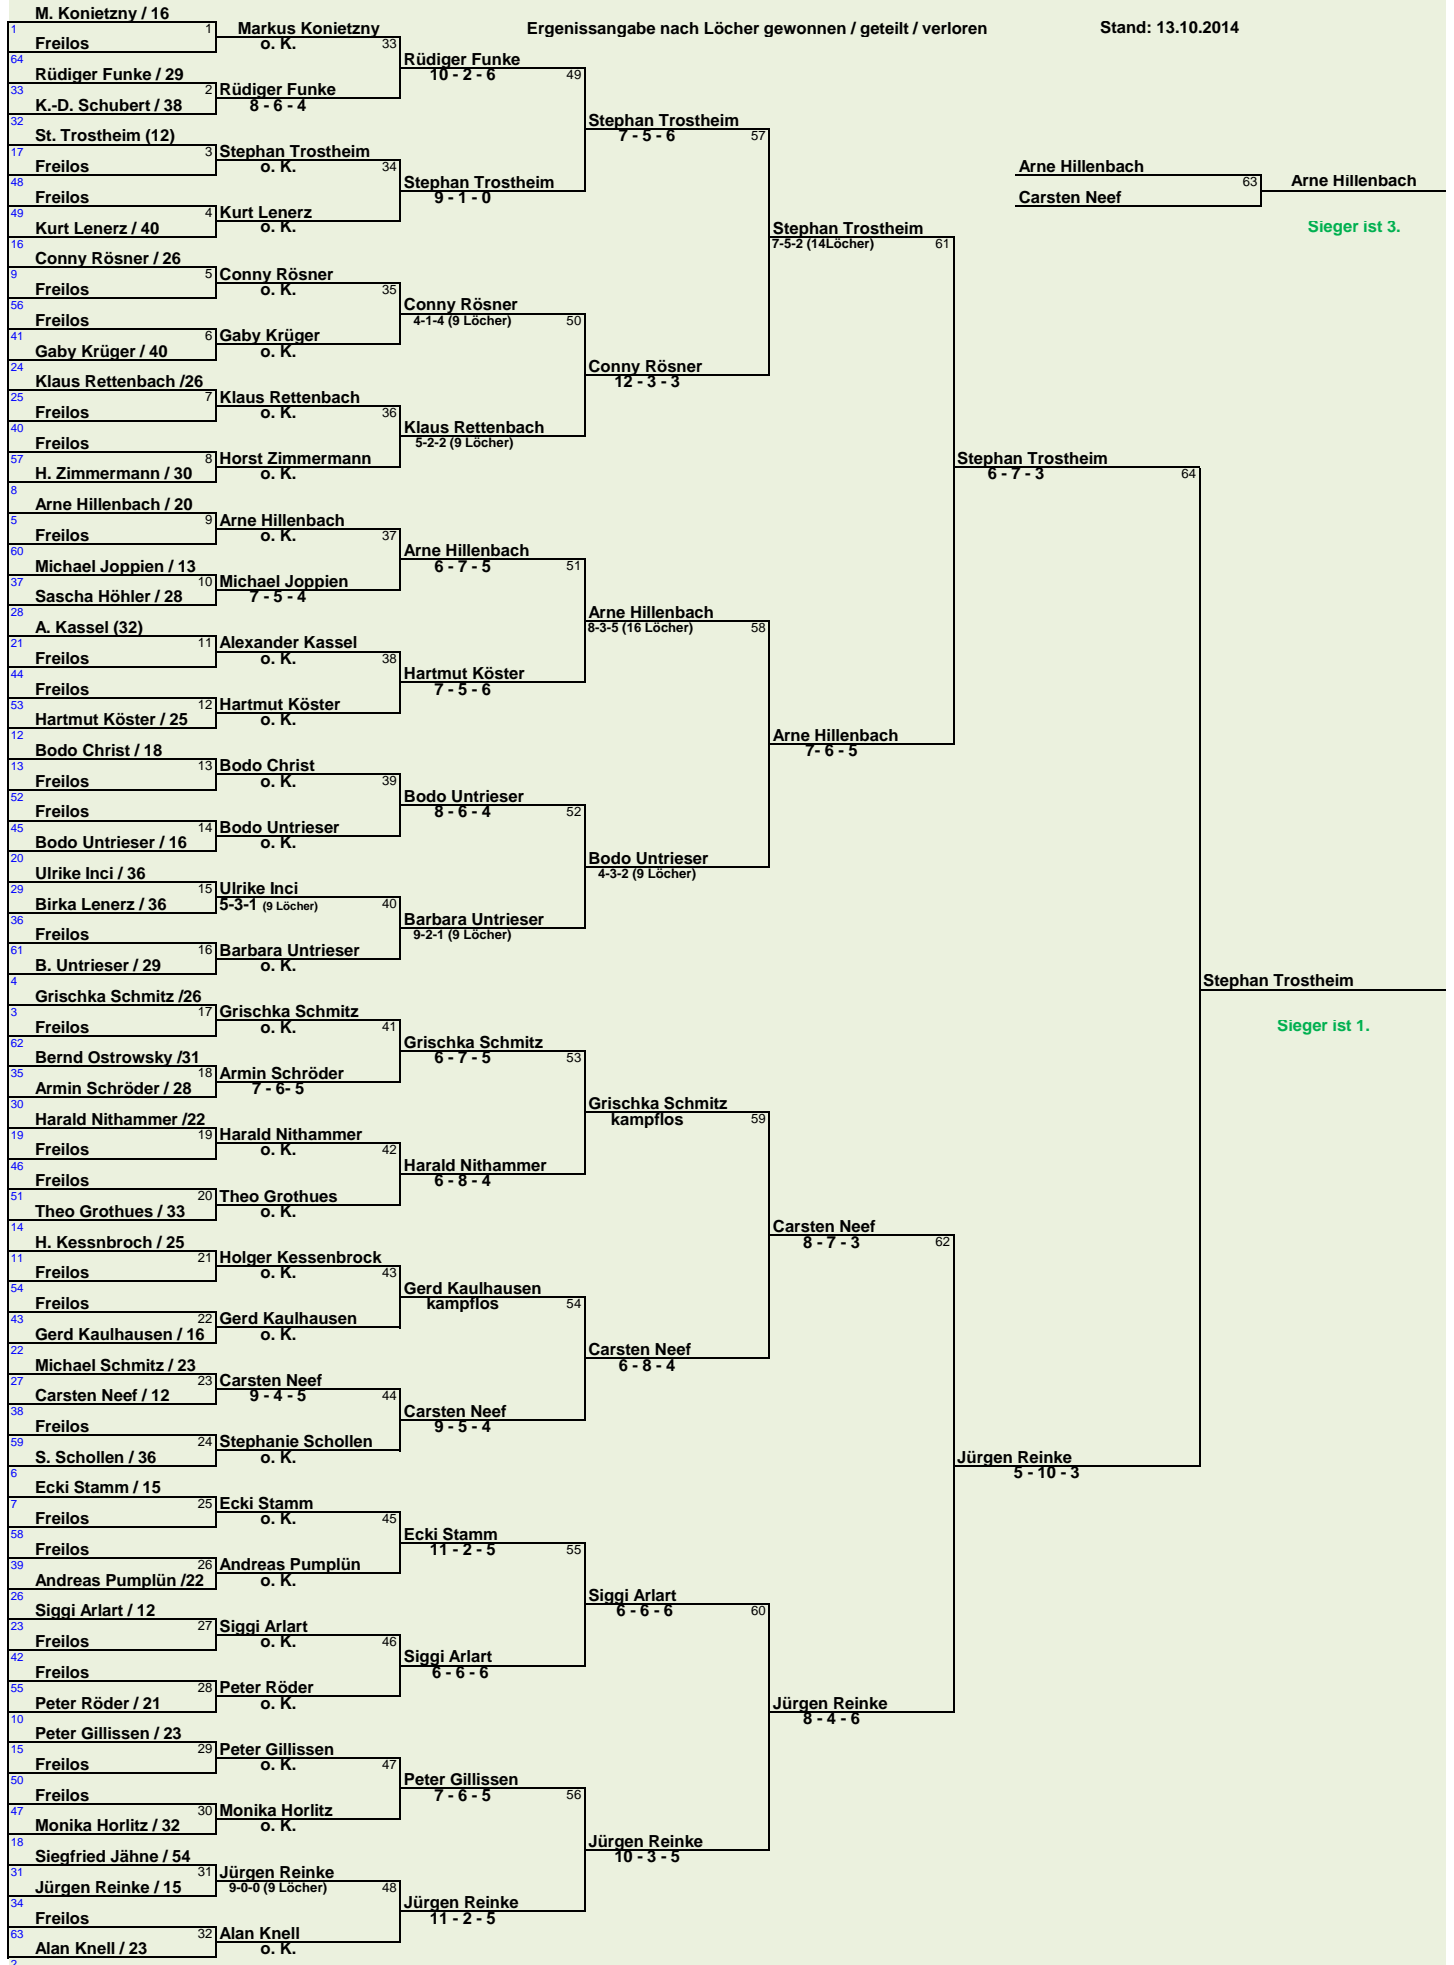 M. Konietzny / 16
1 1 Markus Konietzny Ergenissangabe nach Löcher gewonnen / geteilt / verloren Stand: 13.10.2014
Freilos o. K. 33
64 Rüdiger Funke
Rüdiger Funke / 29 10 - 2 - 6 49
33 2 Rüdiger Funke
K.-D. Schubert / 38 8 - 6 - 4
32 Stephan Trostheim
St. Trostheim (12) 7 - 5 - 6 57
17 3 Stephan Trostheim
Freilos o. K. 34 Arne Hillenbach
48 Stephan Trostheim 63 Arne Hillenbach
Freilos 9 - 1 - 0 Carsten Neef
49 4 Kurt Lenerz
Kurt Lenerz / 40 o. K. Stephan Trostheim Sieger ist 3.
16 7-5-2 (14Löcher) 61
Conny Rösner / 26
9 5 Conny Rösner
Freilos o. K. 35
56 Conny Rösner
Freilos 4-1-4 (9 Löcher) 50
41 6 Gaby Krüger
Gaby Krüger / 40 o. K.
24 Conny Rösner
Klaus Rettenbach /26 12 - 3 - 3
25 7 Klaus Rettenbach
Freilos o. K. 36
40 Klaus Rettenbach
Freilos 5-2-2 (9 Löcher)
57 8 Horst Zimmermann Stephan Trostheim
H. Zimmermann / 30 o. K. 6 - 7 - 3 64
8
Arne Hillenbach / 20
5 9 Arne Hillenbach
Freilos o. K. 37
60 Arne Hillenbach
Michael Joppien / 13 6 - 7 - 5 51
37 10 Michael Joppien
Sascha Höhler / 28 7 - 5 - 4
28 Arne Hillenbach
A. Kassel (32) 8-3-5 (16 Löcher) 58
21 11 Alexander Kassel
Freilos o. K. 38
44 Hartmut Köster
Freilos 7 - 5 - 6
53 12 Hartmut Köster
Hartmut Köster / 25 o. K.
12 Arne Hillenbach
Bodo Christ / 18 7- 6 - 5
13 13 Bodo Christ
Freilos o. K. 39
52 Bodo Untrieser
Freilos 8 - 6 - 4 52
45 14 Bodo Untrieser
Bodo Untrieser / 16 o. K.
20 Bodo Untrieser
Ulrike Inci / 36 4-3-2 (9 Löcher)
29 15 Ulrike Inci
Birka Lenerz / 36 5-3-1 (9 Löcher) 40
36 Barbara Untrieser
Freilos 9-2-1 (9 Löcher)
61 16 Barbara Untrieser
B. Untrieser / 29 o. K.
4 Stephan Trostheim
Grischka Schmitz /26
3 17 Grischka Schmitz
Freilos o. K. 41 Sieger ist 1.
62 Grischka Schmitz
Bernd Ostrowsky /31 6 - 7 - 5 53
35 18 Armin Schröder
Armin Schröder / 28 7 - 6- 5
30 Grischka Schmitz
Harald Nithammer /22 kampflos 59
19 19 Harald Nithammer
Freilos o. K. 42
46 Harald Nithammer
Freilos 6 - 8 - 4
51 20 Theo Grothues
Theo Grothues / 33 o. K.
14 Carsten Neef
H. Kessnbroch / 25 8 - 7 - 3 62
11 21 Holger Kessenbrock
Freilos o. K. 43
54 Gerd Kaulhausen
Freilos kampflos 54
43 22 Gerd Kaulhausen
Gerd Kaulhausen / 16 o. K.
22 Carsten Neef
Michael Schmitz / 23 6 - 8 - 4
27 23 Carsten Neef
Carsten Neef / 12 9 - 4 - 5 44
38 Carsten Neef
Freilos 9 - 5 - 4
59 24 Stephanie Schollen
S. Schollen / 36 o. K. Jürgen Reinke
6 5 - 10 - 3
Ecki Stamm / 15
7 25 Ecki Stamm
Freilos o. K. 45
58 Ecki Stamm
Freilos 11 - 2 - 5 55
39 26 Andreas Pumplün
Andreas Pumplün /22 o. K.
26 Siggi Arlart
Siggi Arlart / 12 6 - 6 - 6 60
23 27 Siggi Arlart
Freilos o. K. 46
42 Siggi Arlart
Freilos 6 - 6 - 6
55 28 Peter Röder
Peter Röder / 21 o. K. Jürgen Reinke
10 8 - 4 - 6
Peter Gillissen / 23
15 29 Peter Gillissen
Freilos o. K. 47
50 Peter Gillissen
Freilos 7 - 6 - 5 56
47 30 Monika Horlitz
Monika Horlitz / 32 o. K.
18 Jürgen Reinke
Siegfried Jähne / 54 10 - 3 - 5
31 31 Jürgen Reinke
Jürgen Reinke / 15 9-0-0 (9 Löcher) 48
34 Jürgen Reinke
Freilos 11 - 2 - 5
63 32 Alan Knell
Alan Knell / 23 o. K.
2